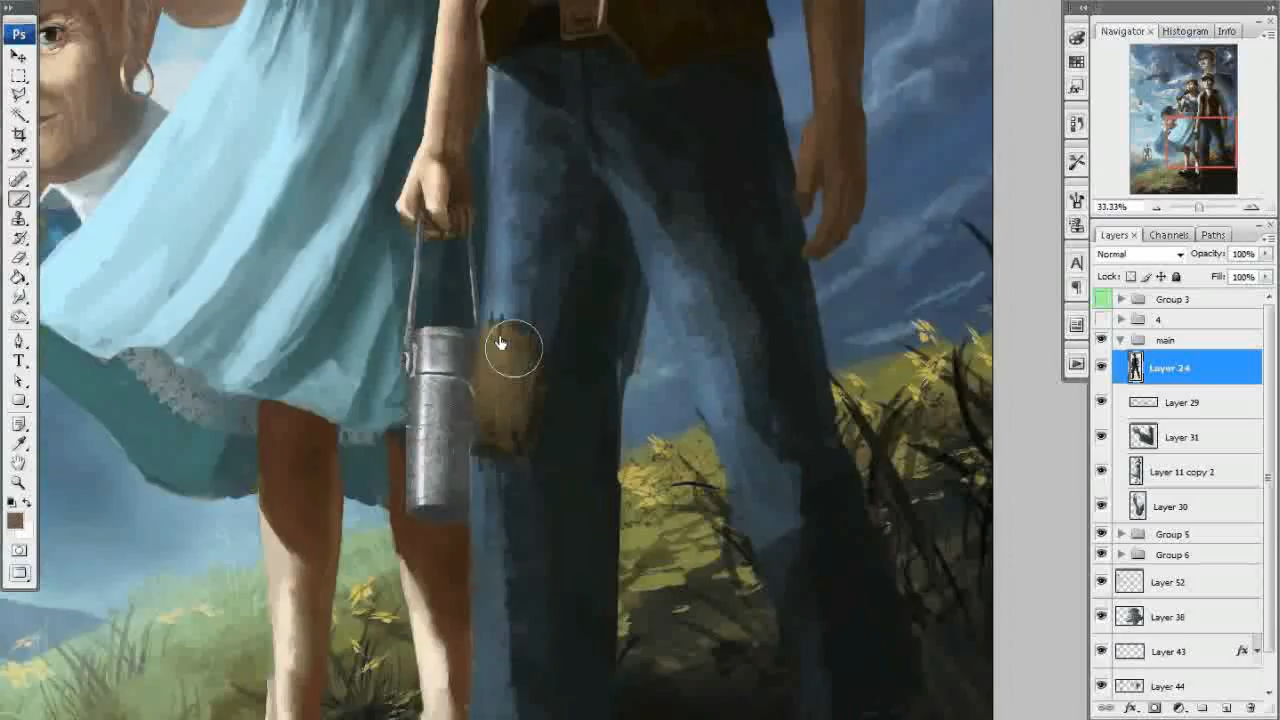 Ps
Navigator × Histogram Info
33.33%
Layers × Channels Paths
Normal Opacity: 100%
Lock: Fill: 100%
Group 3
4
main
Layer 24
Layer 29
Layer 31
Layer 11 copy 2
Layer 30
Group 5
Group 6
Layer 52
Layer 38
Layer 43 fx
Layer 44
T
A